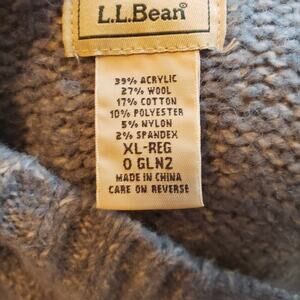 L.L.Bean®
39% ACRYLIC
27% WOOL
17% COTTON
10% POLYESTER
5% NYLON
2% SPANDEX
XL-REG
0 GLN2
MADE IN CHINA
CARE ON REVERSE